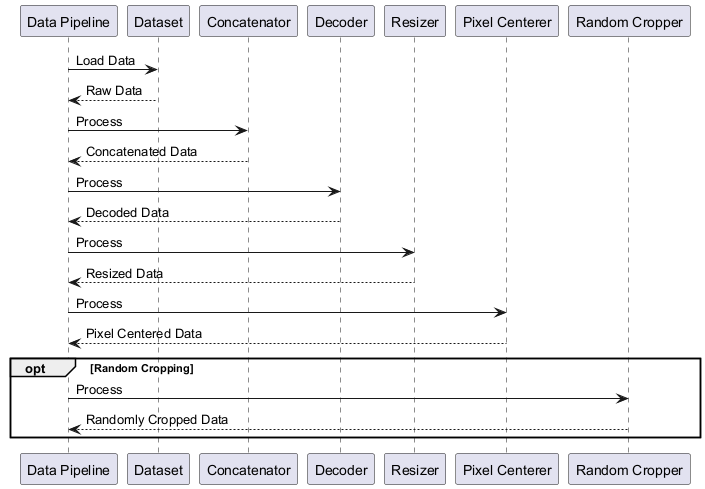 Data Pipeline Dataset Concatenator Decoder Resizer Pixel Centerer Random Cropper
Load Data
Raw Data
Process
Concatenated Data
Process
Decoded Data
Process
Resized Data
Process
Pixel Centered Data
opt [Random Cropping]
Process
Randomly Cropped Data
Data Pipeline Dataset Concatenator Decoder Resizer Pixel Centerer Random Cropper